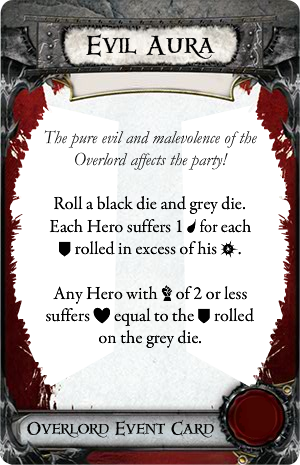 Evil Aura
The pure evil and malevolence of the
Overlord affects the party!
Roll a black die and grey die.
Each Hero suffers 1 for each
rolled in excess of his .
Any Hero with of 2 or less
suffers equal to the rolled
on the grey die.
Overlord Event Card